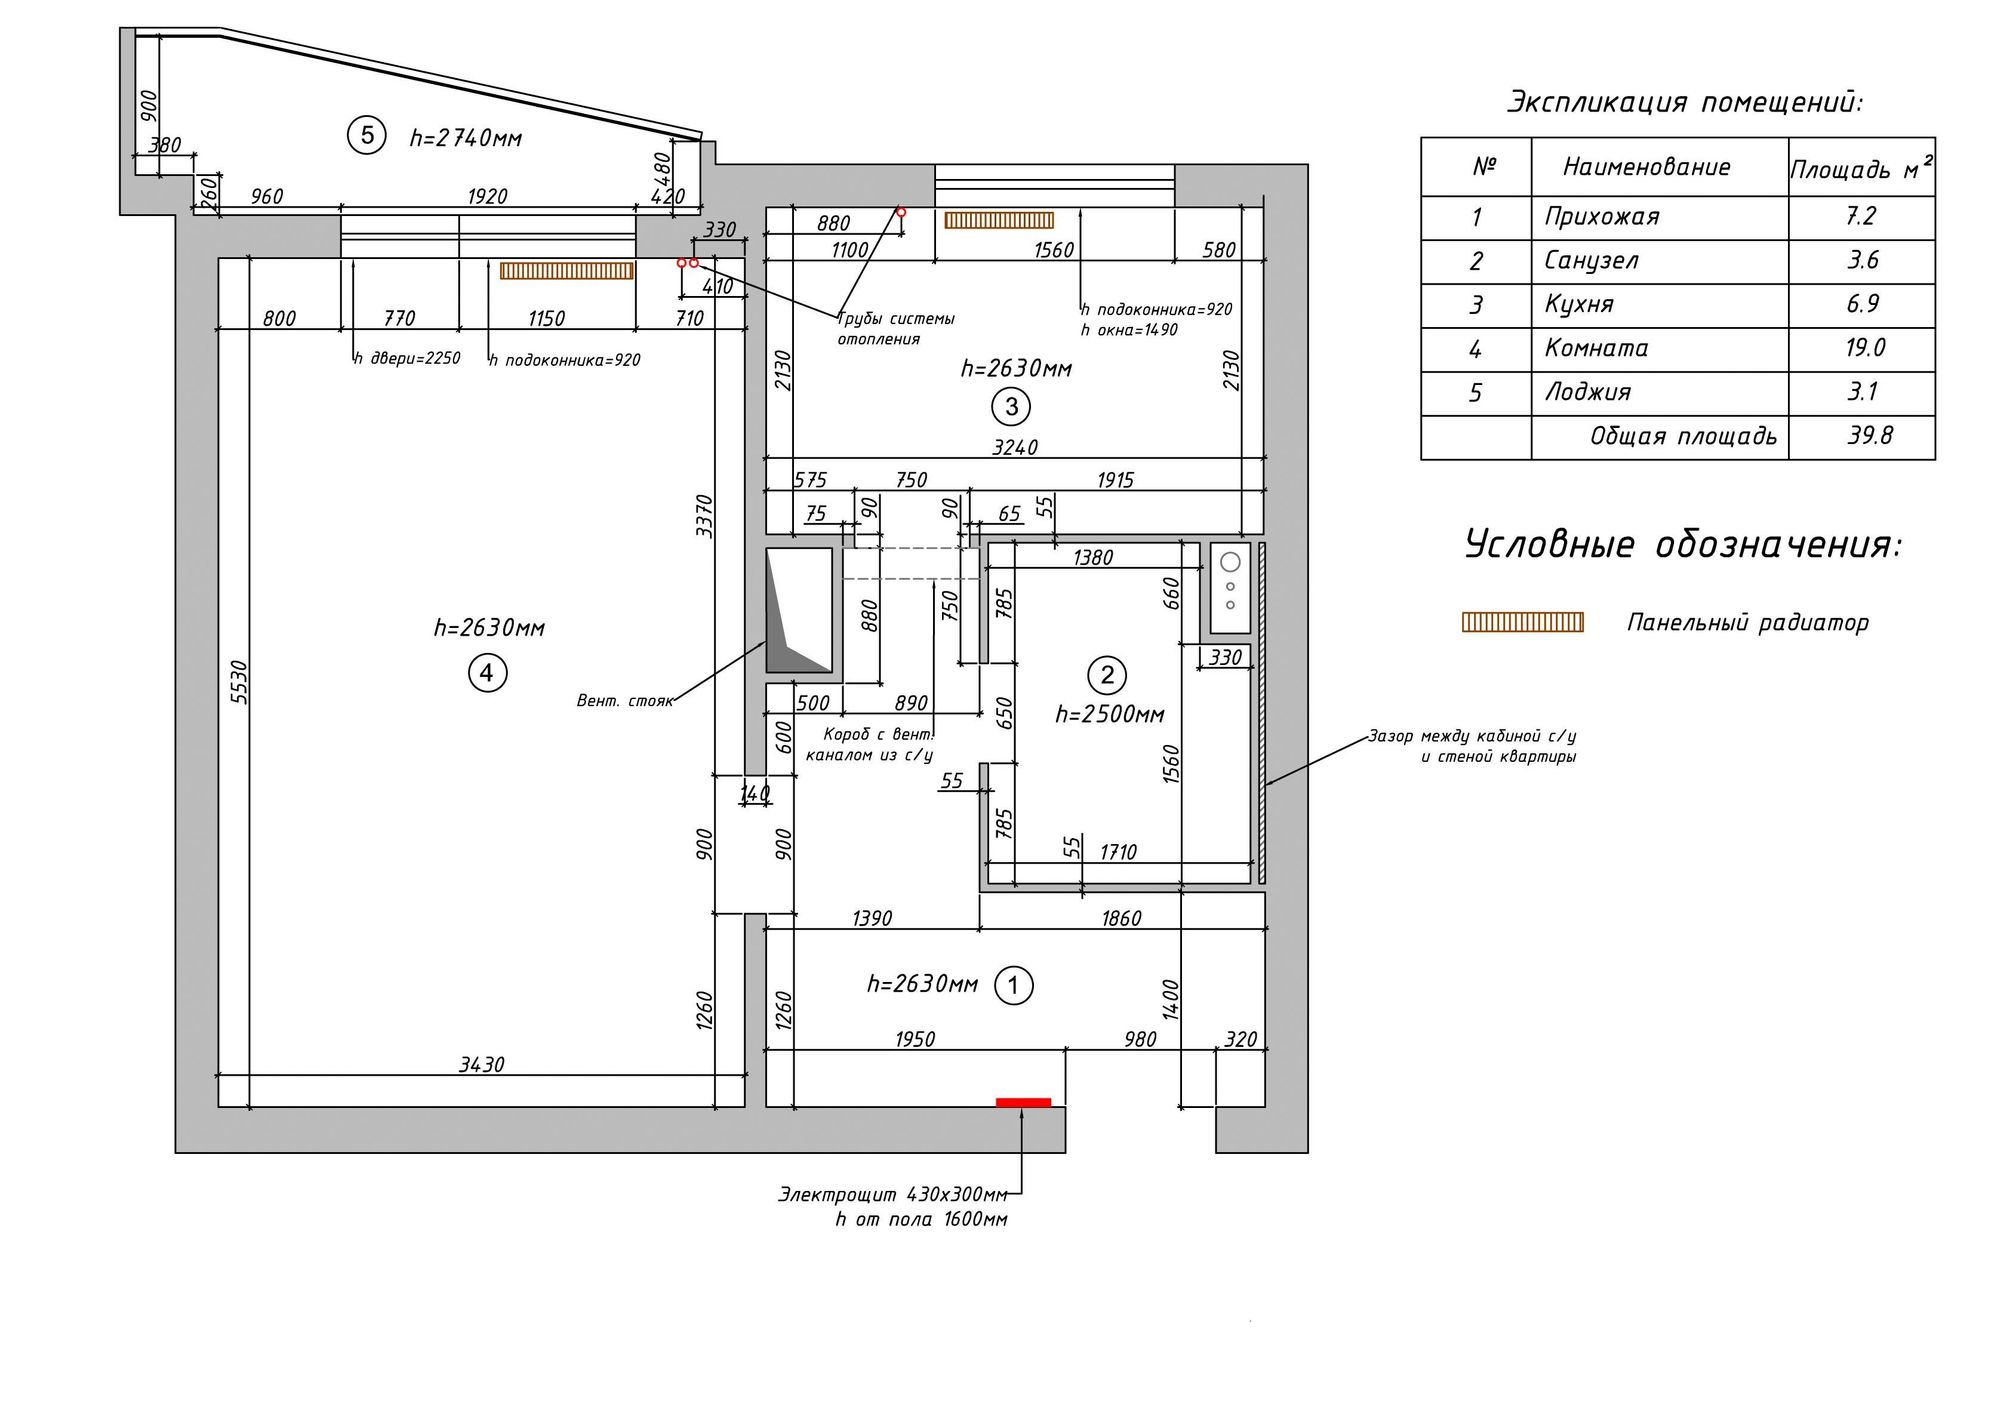 Экспликация помещений:
№ Наименование Площадь м²
1 Прихожая 7.2
2 Санузел 3.6
3 Кухня 6.9
4 Комната 19.0
5 Лоджия 3.1
Общая площадь 39.8
Условные обозначения:
Панельный радиатор
900
380
5 h=2740мм
260
480
960 1920 420
330
410
800 770 1150 710
h двери=2250
h подоконника=920
880
1100 1560 580
Трубы системы
отопления
h подоконника=920
h окна=1490
2130
2130
h=2630мм
3
3240
575 750 1915
75
90
90
65
55
3370
5530
h=2630мм
4
Вент. стояк
880
750
785
1380
660
330
2
h=2500мм
500 890
600
650
Короб с вент.
каналом из с/у
Зазор между кабиной с/у
и стеной квартиры
140
55
1560
900
900
785
55
1710
1390 1860
h=2630мм 1
1260
1260
1400
1950 980 320
3430
Электрощит 430х300мм
h от пола 1600мм